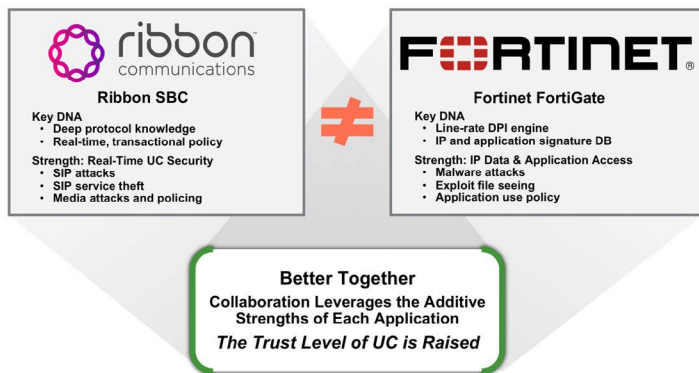 ribbon
communications
Ribbon SBC
Key DNA
• Deep protocol knowledge
• Real-time, transactional policy
Strength: Real-Time UC Security
• SIP attacks
• SIP service theft
• Media attacks and policing
≠
FORTINET®
Fortinet FortiGate
Key DNA
• Line-rate DPI engine
• IP and application signature DB
Strength: IP Data & Application Access
• Malware attacks
• Exploit file seeing
• Application use policy
Better Together
Collaboration Leverages the Additive
Strengths of Each Application
The Trust Level of UC is Raised